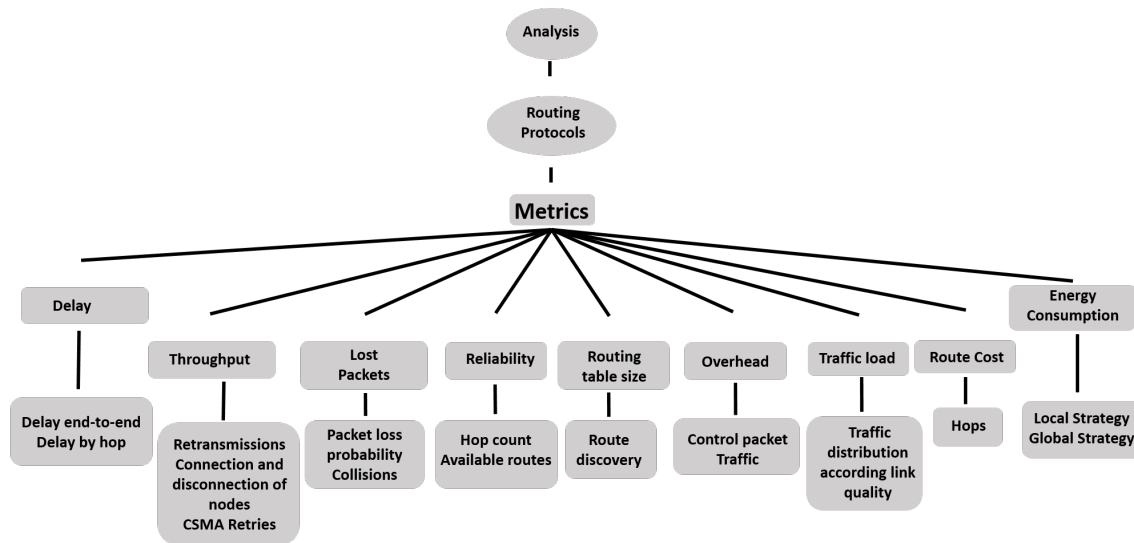 Analysis
Routing
Protocols
Metrics
Delay
Delay end-to-end
Delay by hop
Throughput
Retransmissions
Connection and
disconnection of
nodes
CSMA Retries
Lost
Packets
Packet loss
probability
Collisions
Reliability
Hop count
Available routes
Routing
table size
Route
discovery
Overhead
Control packet
Traffic
Traffic load
Traffic
distribution
according link
quality
Route Cost
Hops
Energy
Consumption
Local Strategy
Global Strategy